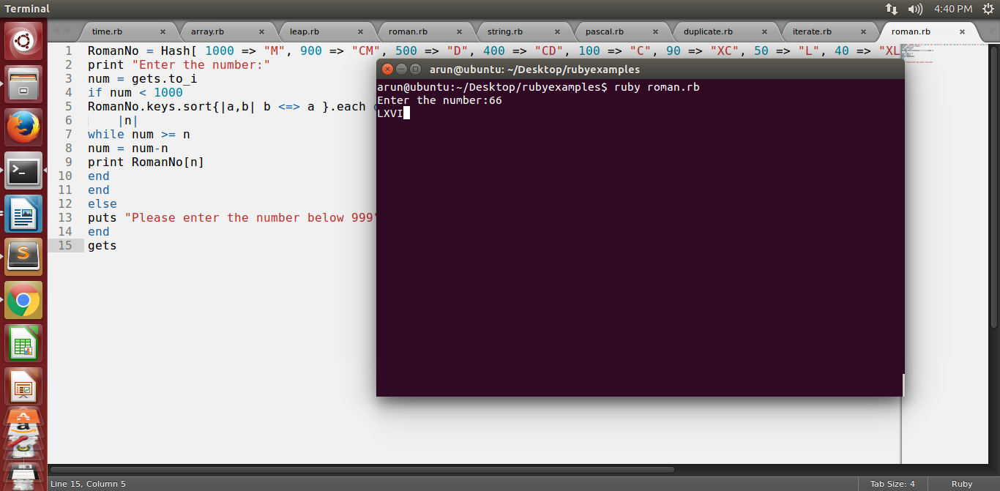 Terminal
4:40 PM
time.rb
array.rb
leap.rb
roman.rb
string.rb
pascal.rb
duplicate.rb
iterate.rb
roman.rb
1 RomanNo = Hash[ 1000 => "M", 900 => "CM", 500 => "D", 400 => "CD", 100 => "C", 90 => "XC", 50 => "L", 40 => "XL
2 print "Enter the number:"
3 num = gets.to_i
4 if num < 1000
5 RomanNo.keys.sort{|a,b| b <=> a }.each
6 |n|
7 while num >= n
8 num = num-n
9 print RomanNo[n]
10 end
11 end
12 else
13 puts "Please enter the number below 999"
14 end
15 gets
arun@ubuntu: ~/Desktop/rubyexamples
arun@ubuntu:~/Desktop/rubyexamples$ ruby roman.rb
Enter the number:66
LXVI
Line 15, Column 5
Tab Size: 4
Ruby